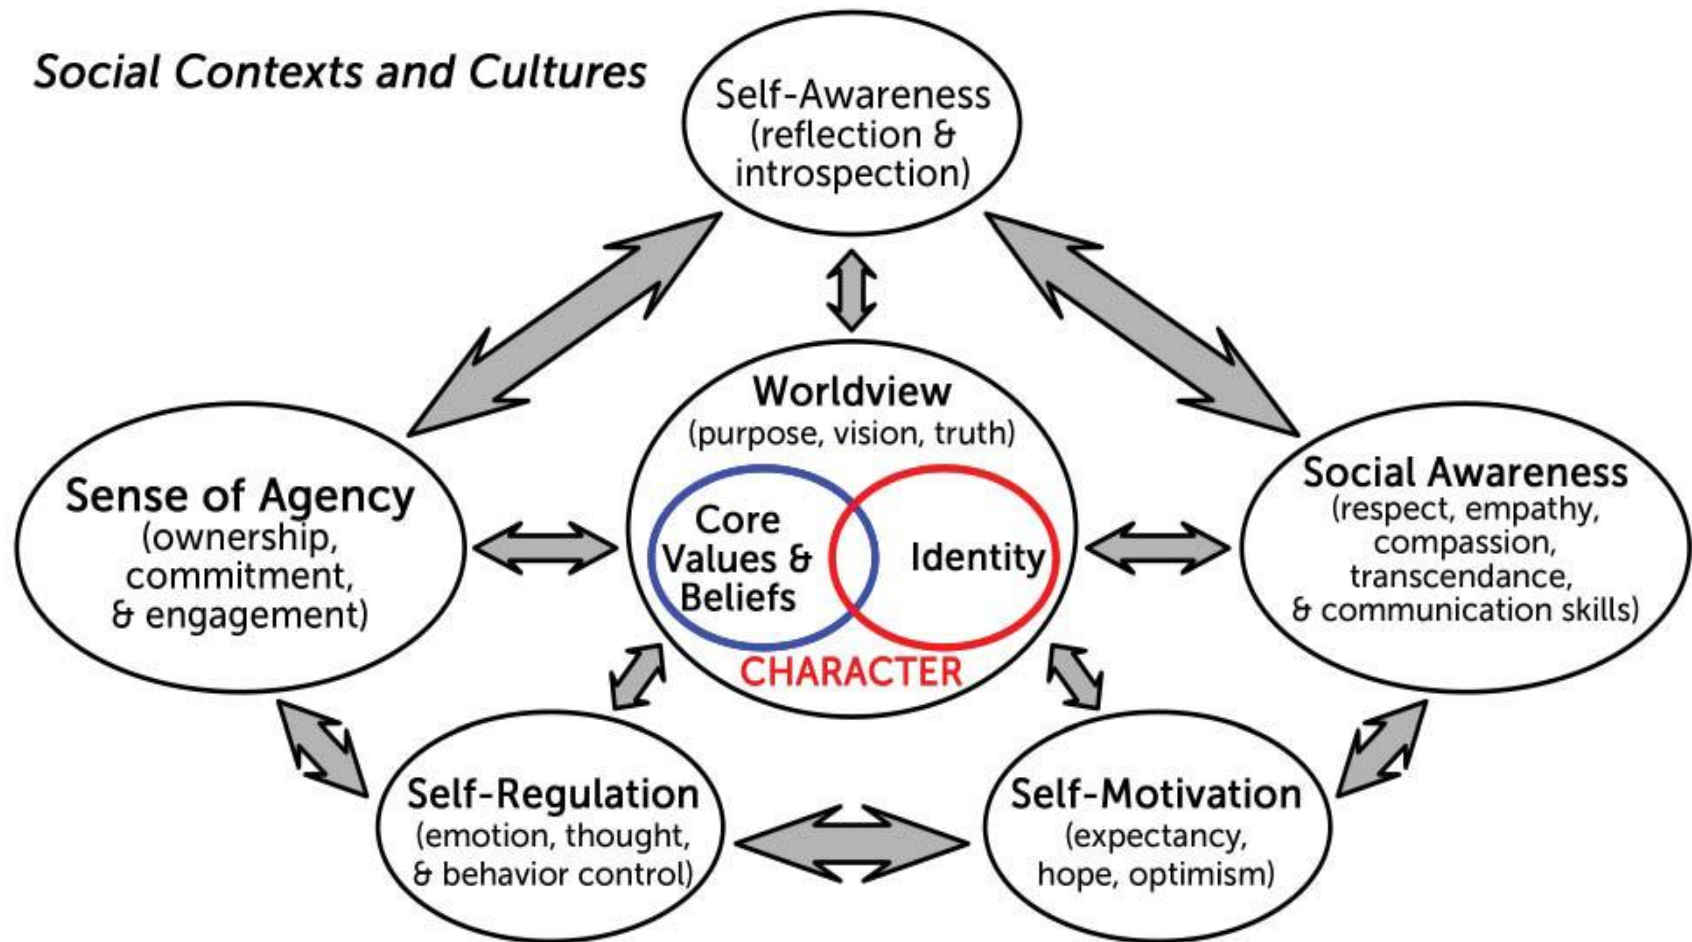 Social Contexts and Cultures
Self-Awareness
(reflection &
introspection)
Worldview
(purpose, vision, truth)
Core
Values &
Beliefs
Identity
CHARACTER
Sense of Agency
(ownership,
commitment,
& engagement)
Social Awareness
(respect, empathy,
compassion,
transcendance,
& communication skills)
Self-Regulation
(emotion, thought,
& behavior control)
Self-Motivation
(expectancy,
hope, optimism)